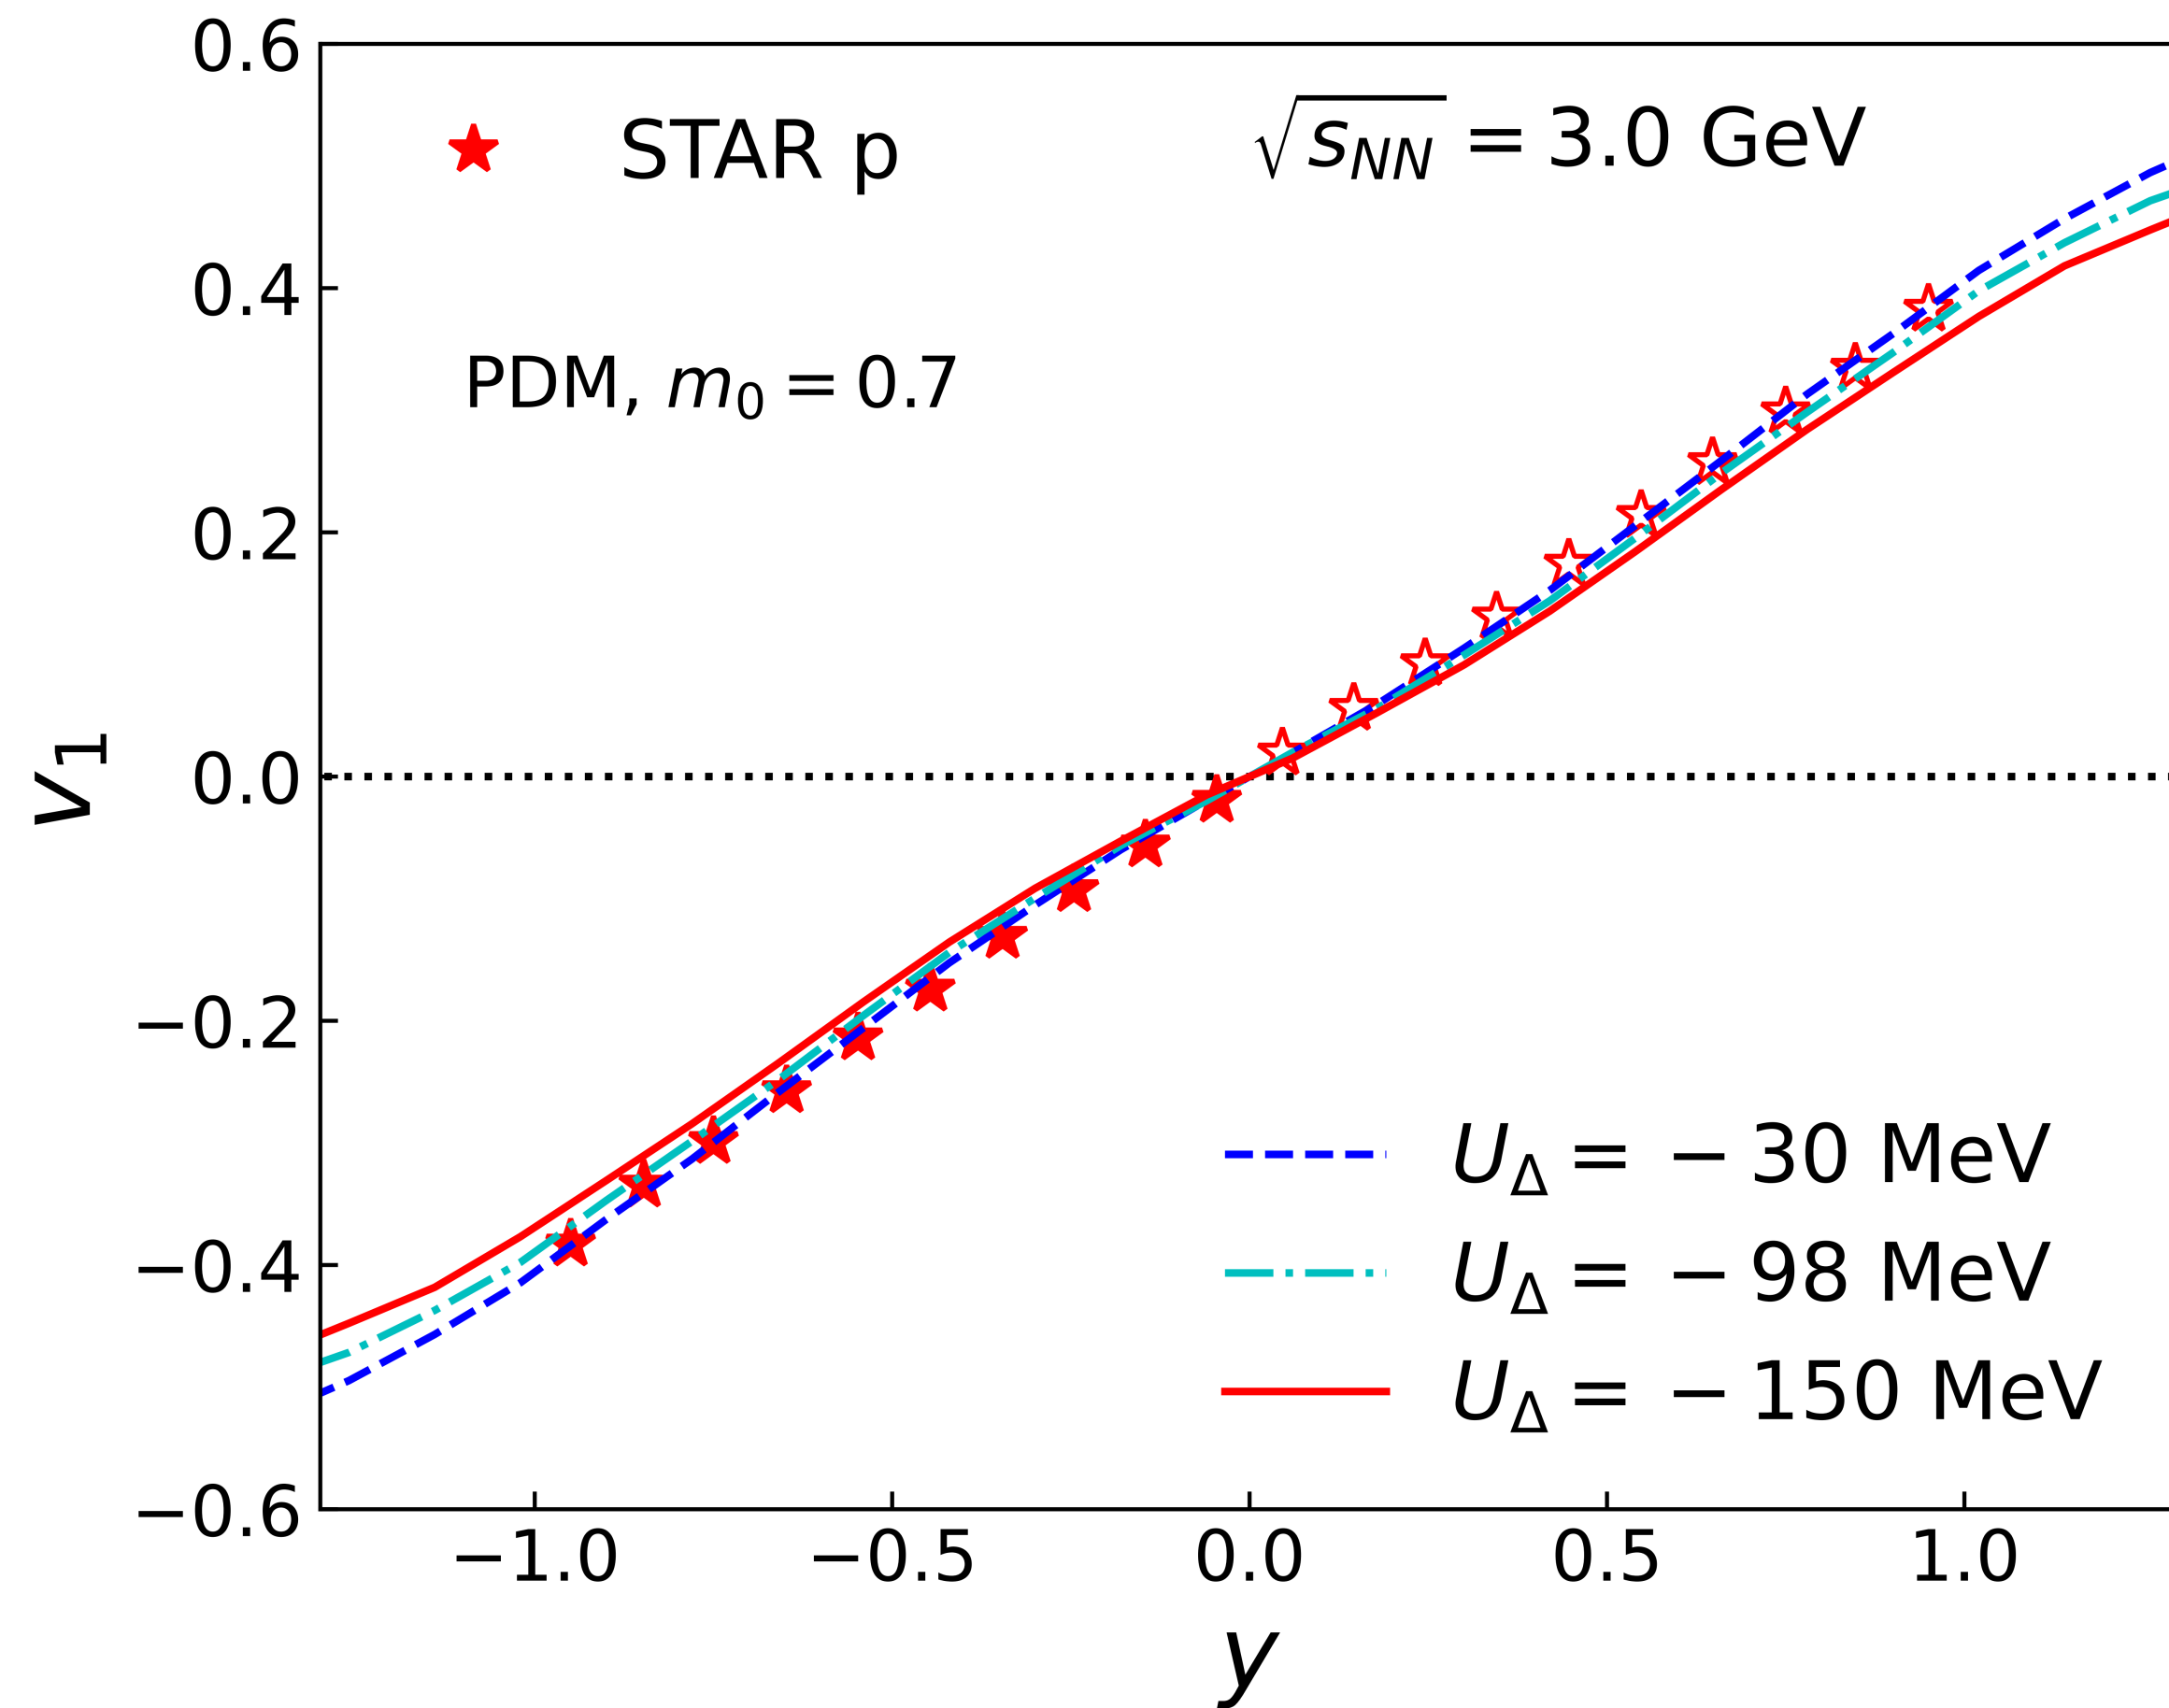 0.6
0.4
0.2
0.0
−0.2
−0.4
−0.6
v₁
STAR p
√sNN = 3.0 GeV
PDM, m₀ = 0.7
UΔ = − 30 MeV
UΔ = − 98 MeV
UΔ = − 150 MeV
−1.0 −0.5 0.0 0.5 1.0
y